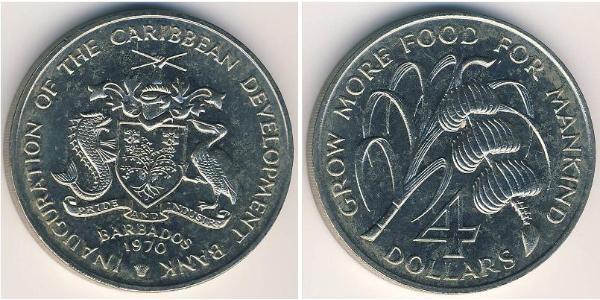 INAUGURATION OF THE CARIBBEAN DEVELOPMENT BANK
PRIDE AND INDUSTRY
BARBADOS
1970
GROW MORE FOOD FOR MANKIND
4
DOLLARS